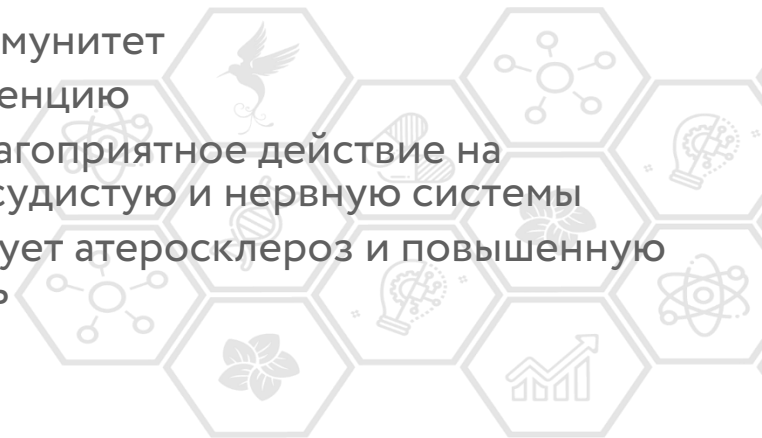 мунитет
енцию
агоприятное действие на
судистую и нервную системы
ует атеросклероз и повышенную
ь